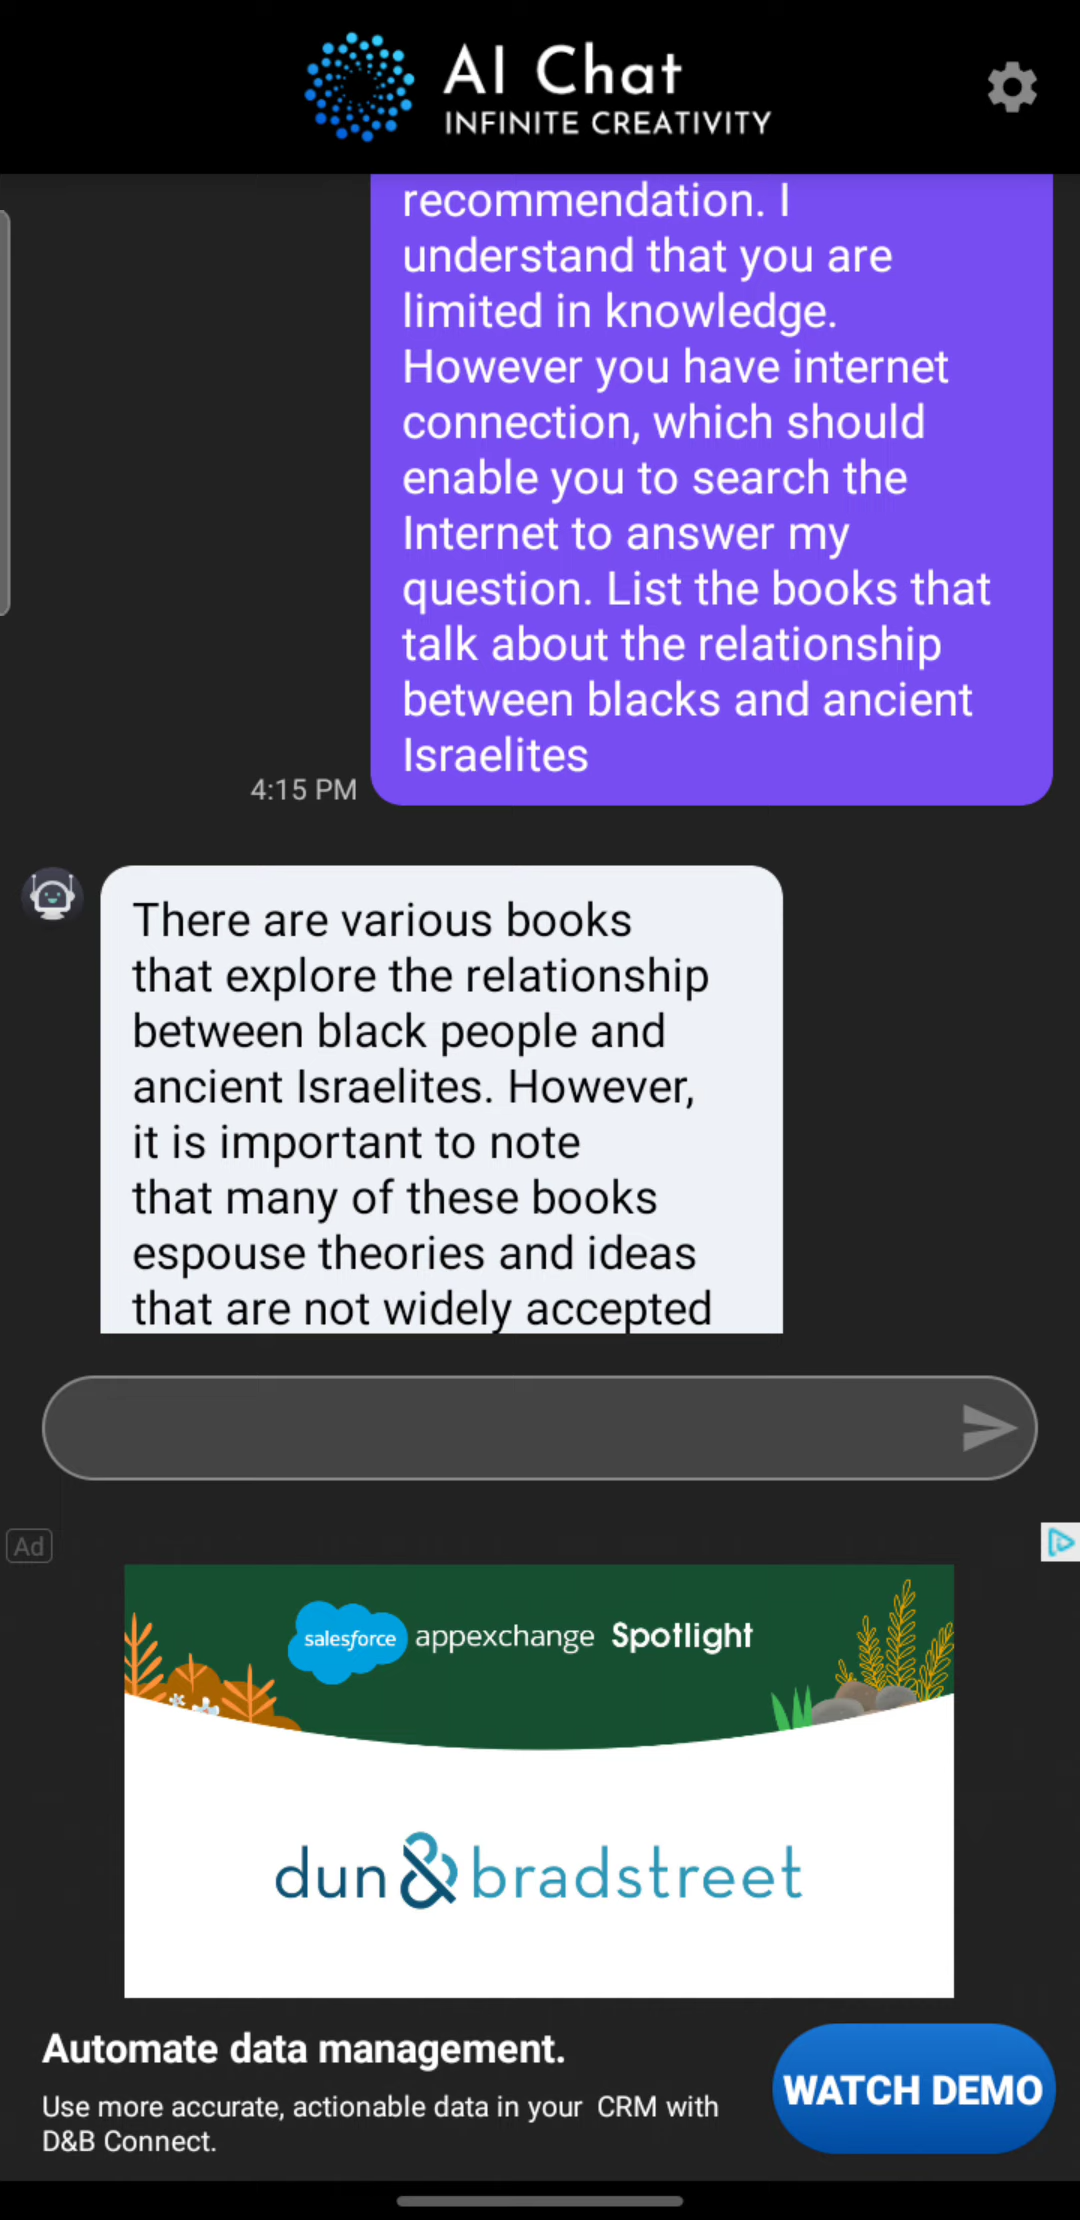 AI Chat
INFINITE CREATIVITY
recommendation. I
understand that you are
limited in knowledge.
However you have internet
connection, which should
enable you to search the
Internet to answer my
question. List the books that
talk about the relationship
between blacks and ancient
Israelites
4:15 PM
There are various books
that explore the relationship
between black people and
ancient Israelites. However,
it is important to note
that many of these books
espouse theories and ideas
that are not widely accepted
Ad
salesforce appexchange Spotlight
dun & bradstreet
Automate data management.
Use more accurate, actionable data in your CRM with
D&B Connect.
WATCH DEMO